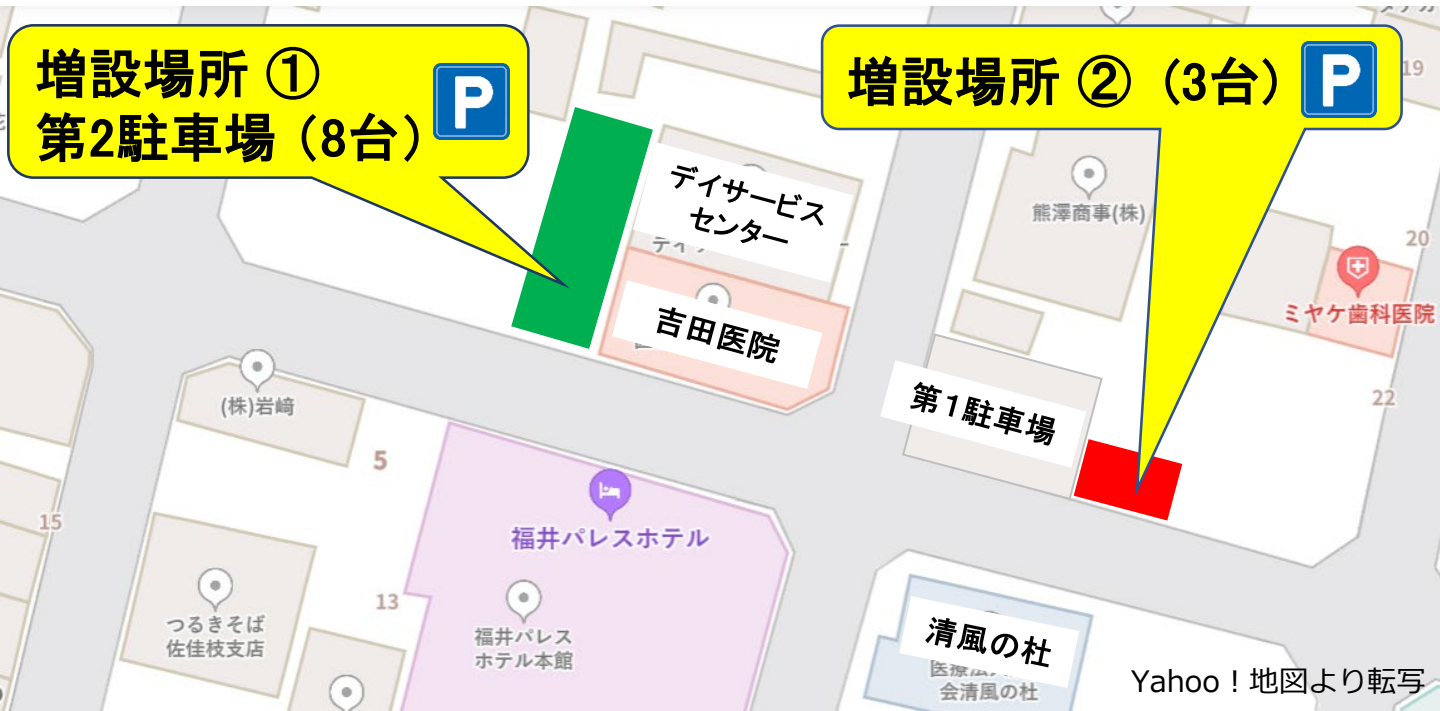 増設場所 ①
第2駐車場（8台）
P
増設場所 ②（3台）
P
19
デイサービス
センター
吉田医院
熊澤商事(株)
20
ミヤケ歯科医院
22
第1駐車場
(株)岩﨑
5
15
福井パレスホテル
13
福井パレス
ホテル本館
つるきそば
佐佳枝支店
清風の杜
会清風の杜
Yahoo！地図より転写